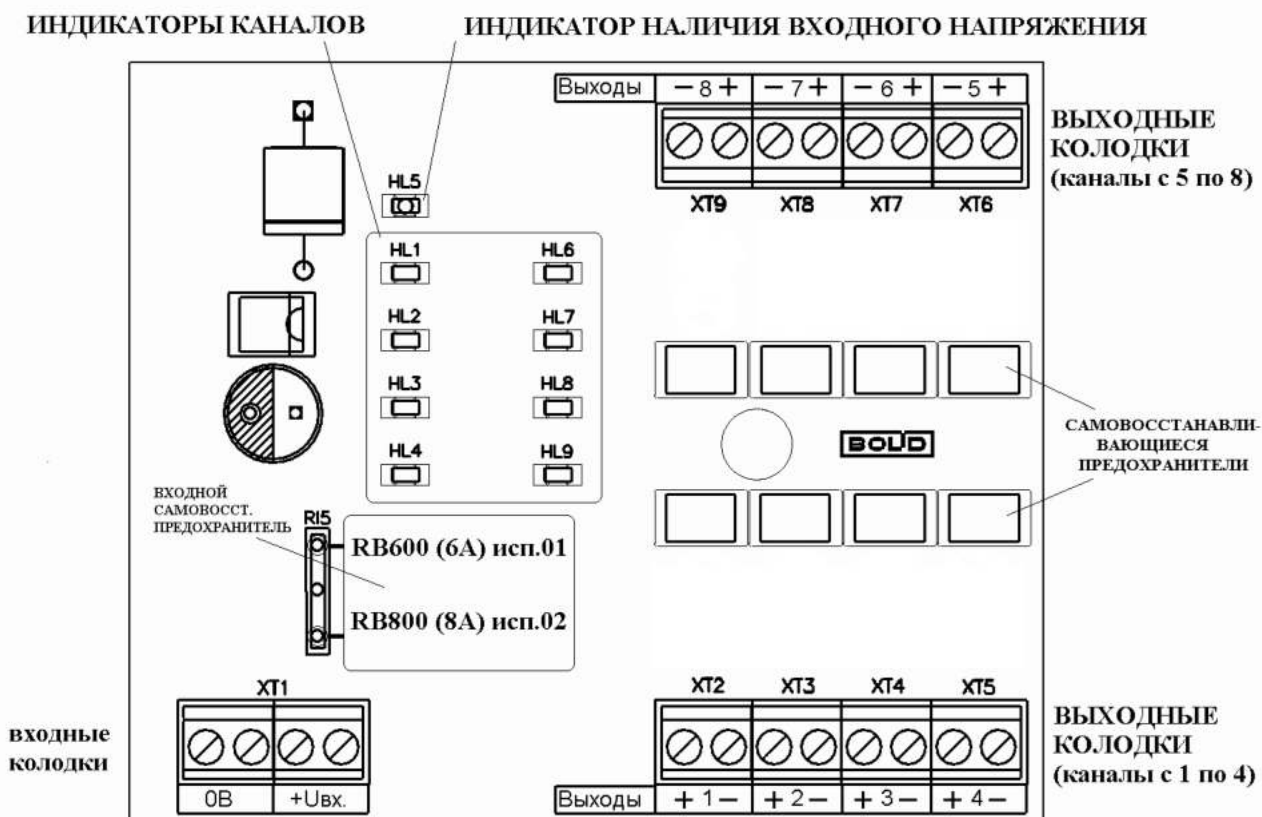 ИНДИКАТОРЫ КАНАЛОВ
ИНДИКАТОР НАЛИЧИЯ ВХОДНОГО НАПРЯЖЕНИЯ
Выходы
− 8 +
− 7 +
− 6 +
− 5 +
ВЫХОДНЫЕ
КОЛОДКИ
(каналы с 5 по 8)
XT9
XT8
XT7
XT6
HL5
HL1
HL6
HL2
HL7
HL3
HL8
HL4
HL9
BOLID
САМОВОССТАНАВЛИ-
ВАЮЩИЕСЯ
ПРЕДОХРАНИТЕЛИ
ВХОДНОЙ
САМОВОССТ.
ПРЕДОХРАНИТЕЛЬ
RI5
RB600 (6А) исп.01
RB800 (8А) исп.02
XT1
XT2
XT3
XT4
XT5
входные
колодки
0В
+Uвх.
Выходы
+ 1 −
+ 2 −
+ 3 −
+ 4 −
ВЫХОДНЫЕ
КОЛОДКИ
(каналы с 1 по 4)